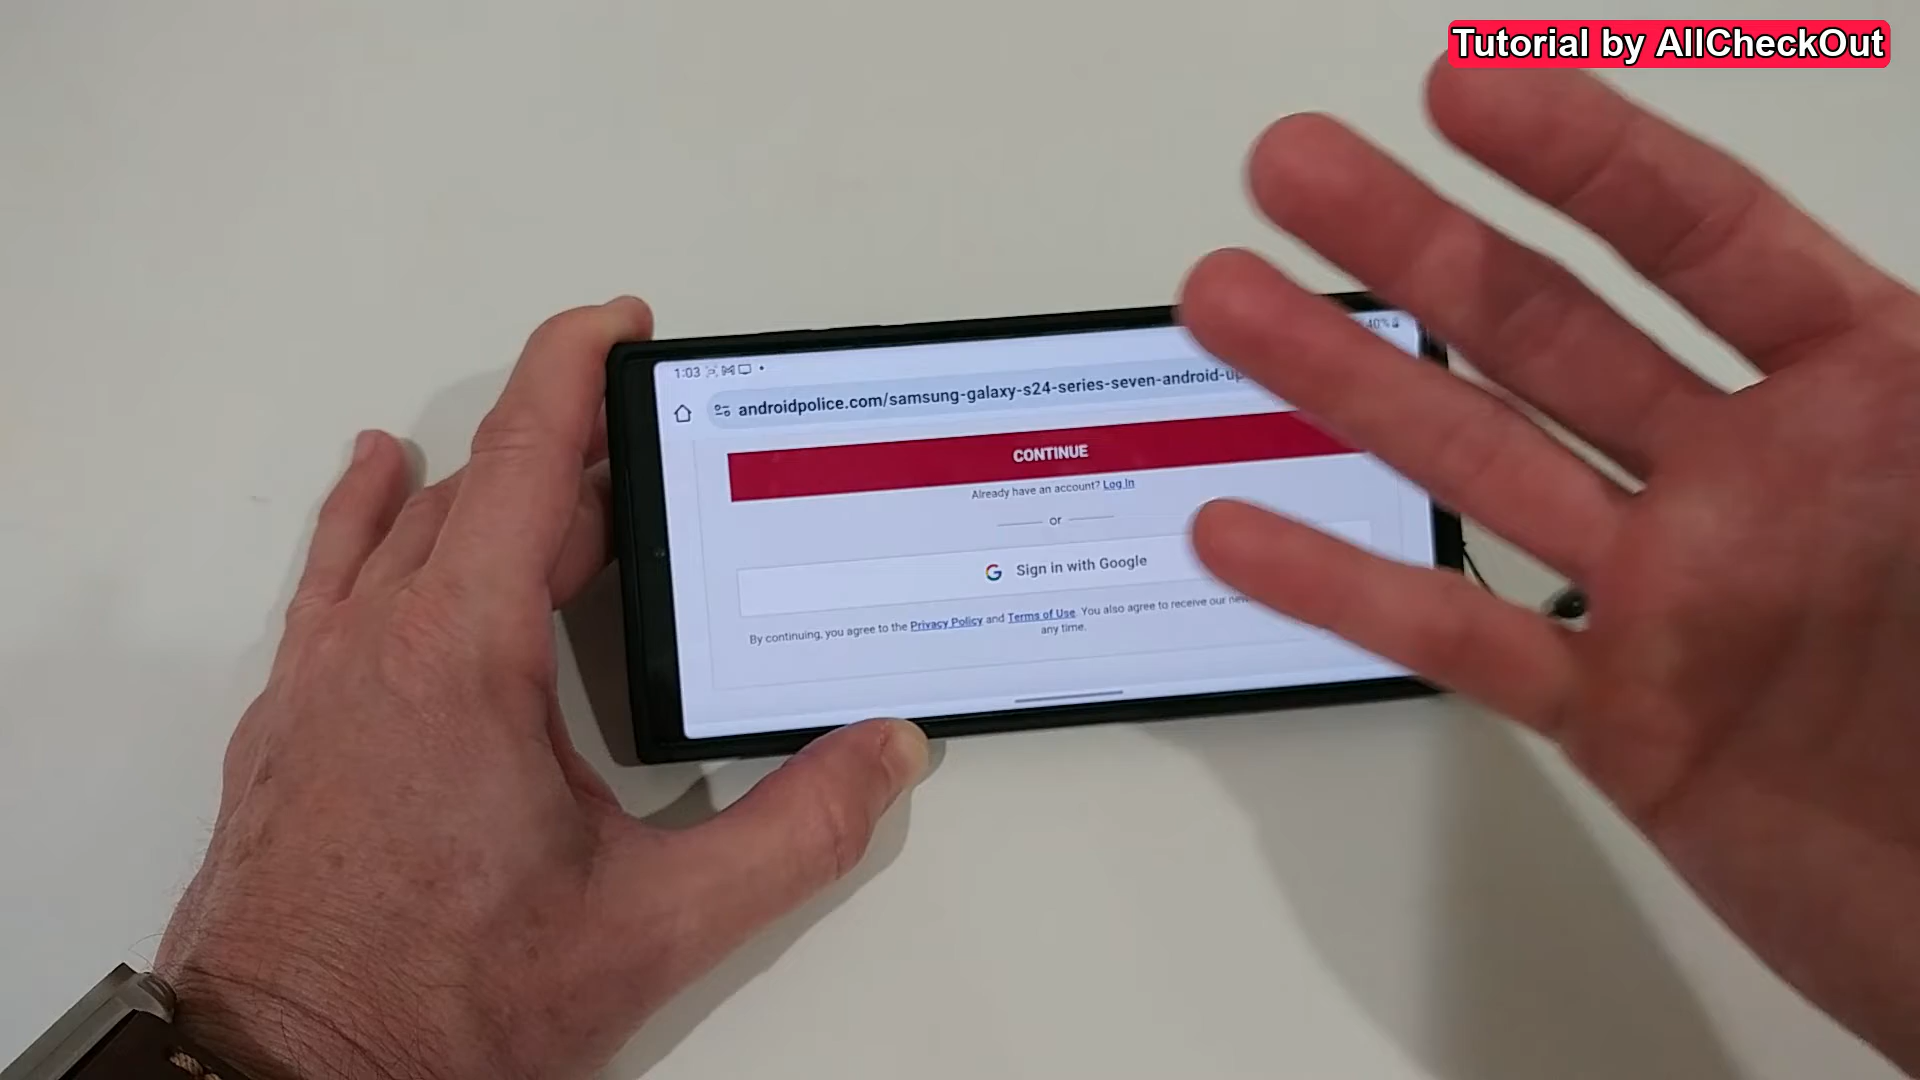 Tutorial by AllCheckOut
1:03
40%
androidpolice.com/samsung-galaxy-s24-series-seven-android-up
CONTINUE
Already have an account? Log In
or
Sign in with Google
By continuing, you agree to the Privacy Policy and Terms of Use. You also agree to receive our
any time.